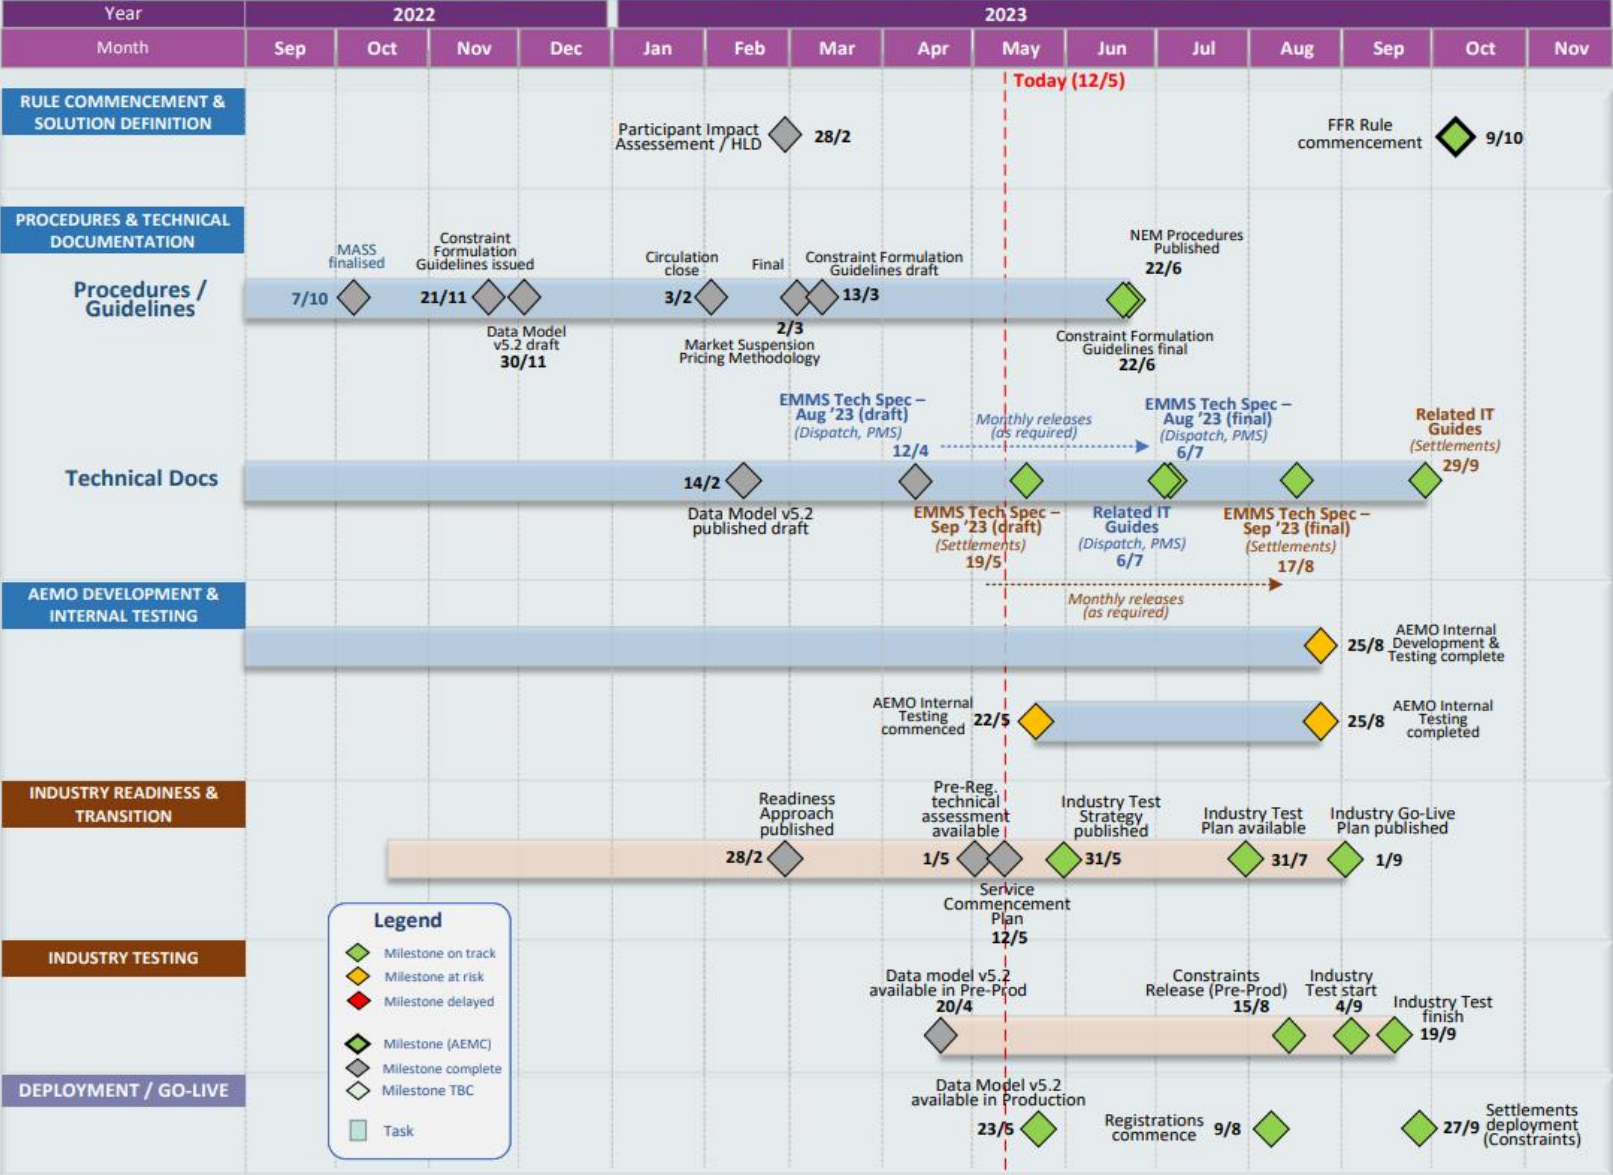 Year
2022
2023
Month
Sep
Oct
Nov
Dec
Jan
Feb
Mar
Apr
May
Jun
Jul
Aug
Sep
Oct
Nov
Today (12/5)
RULE COMMENCEMENT &
SOLUTION DEFINITION
Participant Impact
Assessement / HLD
28/2
FFR Rule
commencement
9/10
PROCEDURES & TECHNICAL
DOCUMENTATION
Procedures /
Guidelines
MASS
finalised
7/10
Constraint
Formulation
Guidelines issued
21/11
Data Model
v5.2 draft
30/11
Circulation
close
3/2
Final
2/3
Market Suspension
Pricing Methodology
Constraint Formulation
Guidelines draft
13/3
NEM Procedures
Published
22/6
Constraint Formulation
Guidelines final
22/6
Technical Docs
14/2
Data Model v5.2
published draft
EMMS Tech Spec –
Aug '23 (draft)
(Dispatch, PMS)
12/4
Monthly releases
(as required)
EMMS Tech Spec –
Aug '23 (final)
(Dispatch, PMS)
6/7
Related IT
Guides
(Settlements)
29/9
EMMS Tech Spec –
Sep '23 (draft)
(Settlements)
19/5
Related IT
Guides
(Dispatch, PMS)
6/7
EMMS Tech Spec –
Sep '23 (final)
(Settlements)
17/8
Monthly releases
(as required)
AEMO DEVELOPMENT &
INTERNAL TESTING
25/8
AEMO Internal
Development &
Testing complete
AEMO Internal
Testing
commenced
22/5
25/8
AEMO Internal
Testing
completed
INDUSTRY READINESS &
TRANSITION
Readiness
Approach
published
28/2
Pre-Reg.
technical
assessment
available
1/5
Service
Commencement
Plan
12/5
Industry Test
Strategy
published
31/5
Industry Test
Plan available
31/7
Industry Go-Live
Plan published
1/9
Legend
Milestone on track
Milestone at risk
Milestone delayed
Milestone (AEMC)
Milestone complete
Milestone TBC
Task
INDUSTRY TESTING
Data model v5.2
available in Pre-Prod
20/4
Constraints
Release (Pre-Prod)
15/8
Industry
Test start
4/9
Industry Test
finish
19/9
DEPLOYMENT / GO-LIVE
Data Model v5.2
available in Production
23/5
Registrations
commence
9/8
27/9
Settlements
deployment
(Constraints)